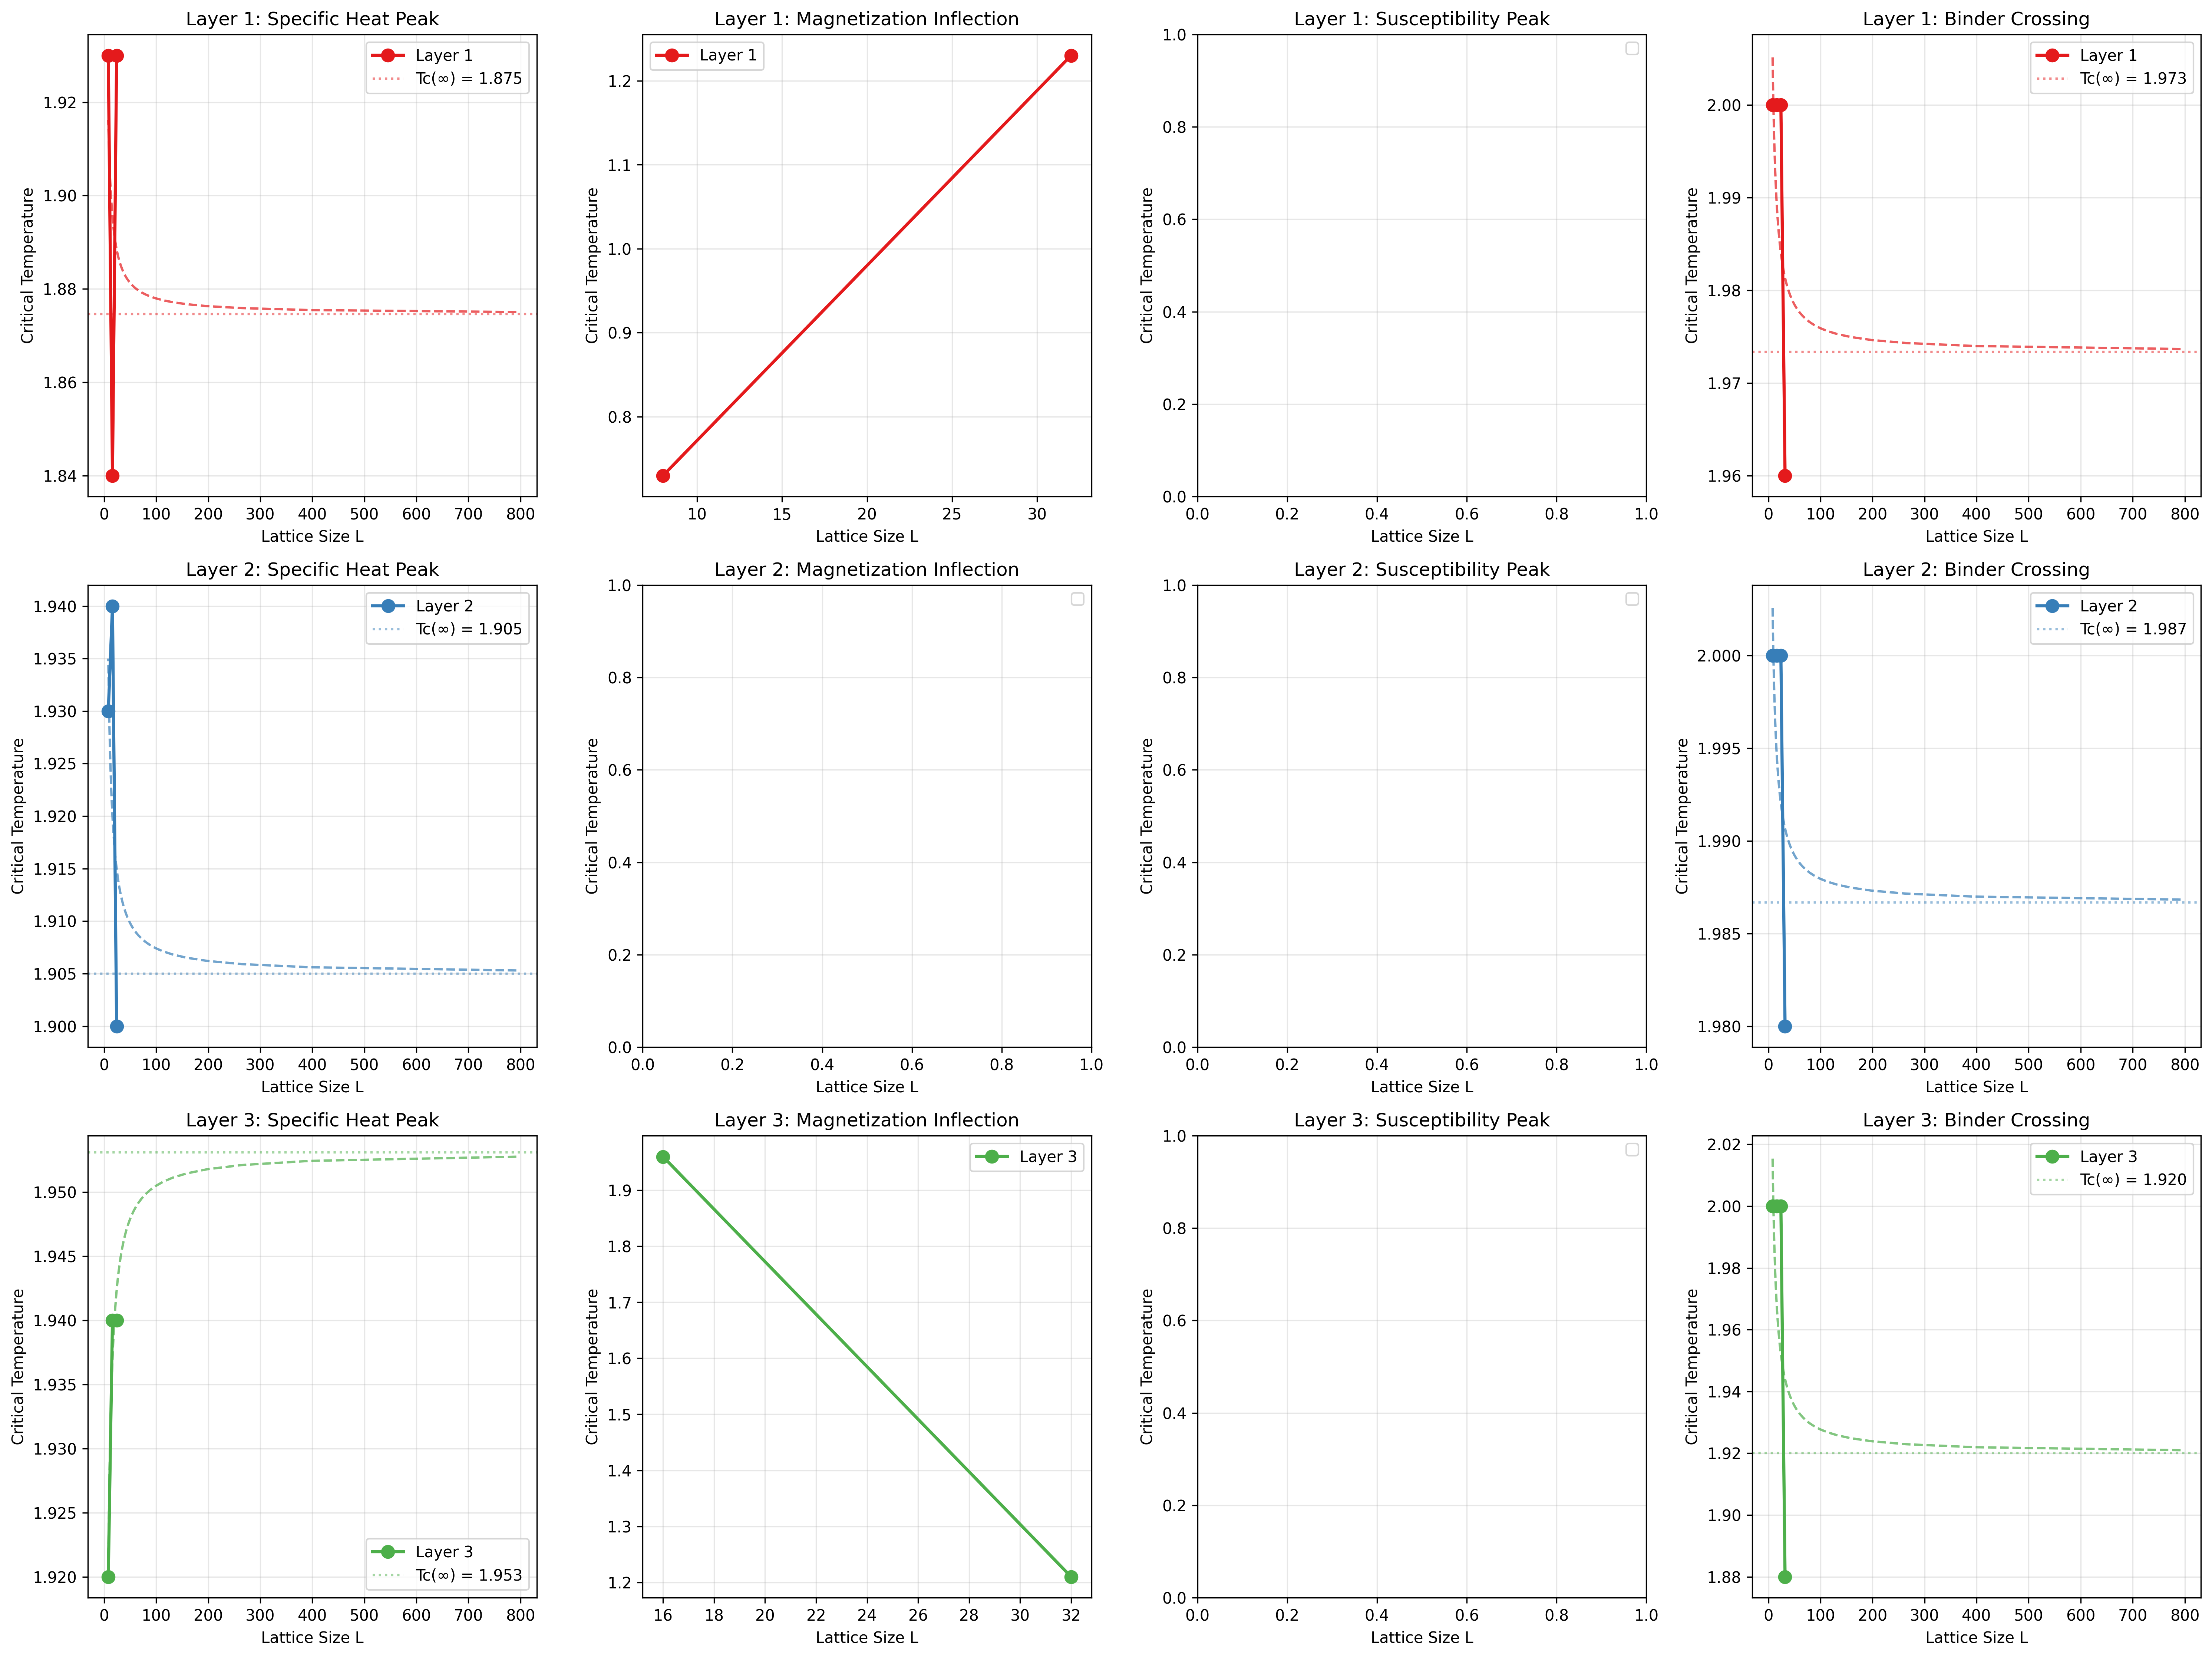 Layer 1: Specific Heat Peak
Critical Temperature
1.92
1.90
1.88
1.86
1.84
Layer 1
Tc(∞) = 1.875
0 100 200 300 400 500 600 700 800
Lattice Size L
Layer 1: Magnetization Inflection
Critical Temperature
1.2
1.1
1.0
0.9
0.8
Layer 1
10 15 20 25 30
Lattice Size L
Layer 1: Susceptibility Peak
Critical Temperature
1.0
0.8
0.6
0.4
0.2
0.0
0.0 0.2 0.4 0.6 0.8 1.0
Lattice Size L
Layer 1: Binder Crossing
Critical Temperature
2.00
1.99
1.98
1.97
1.96
Layer 1
Tc(∞) = 1.973
0 100 200 300 400 500 600 700 800
Lattice Size L
Layer 2: Specific Heat Peak
Critical Temperature
1.940
1.935
1.930
1.925
1.920
1.915
1.910
1.905
1.900
Layer 2
Tc(∞) = 1.905
0 100 200 300 400 500 600 700 800
Lattice Size L
Layer 2: Magnetization Inflection
Critical Temperature
1.0
0.8
0.6
0.4
0.2
0.0
0.0 0.2 0.4 0.6 0.8 1.0
Lattice Size L
Layer 2: Susceptibility Peak
Critical Temperature
1.0
0.8
0.6
0.4
0.2
0.0
0.0 0.2 0.4 0.6 0.8 1.0
Lattice Size L
Layer 2: Binder Crossing
Critical Temperature
2.000
1.995
1.990
1.985
1.980
Layer 2
Tc(∞) = 1.987
0 100 200 300 400 500 600 700 800
Lattice Size L
Layer 3: Specific Heat Peak
Critical Temperature
1.950
1.945
1.940
1.935
1.930
1.925
1.920
Layer 3
Tc(∞) = 1.953
0 100 200 300 400 500 600 700 800
Lattice Size L
Layer 3: Magnetization Inflection
Critical Temperature
1.9
1.8
1.7
1.6
1.5
1.4
1.3
1.2
Layer 3
16 18 20 22 24 26 28 30 32
Lattice Size L
Layer 3: Susceptibility Peak
Critical Temperature
1.0
0.8
0.6
0.4
0.2
0.0
0.0 0.2 0.4 0.6 0.8 1.0
Lattice Size L
Layer 3: Binder Crossing
Critical Temperature
2.02
2.00
1.98
1.96
1.94
1.92
1.90
1.88
Layer 3
Tc(∞) = 1.920
0 100 200 300 400 500 600 700 800
Lattice Size L